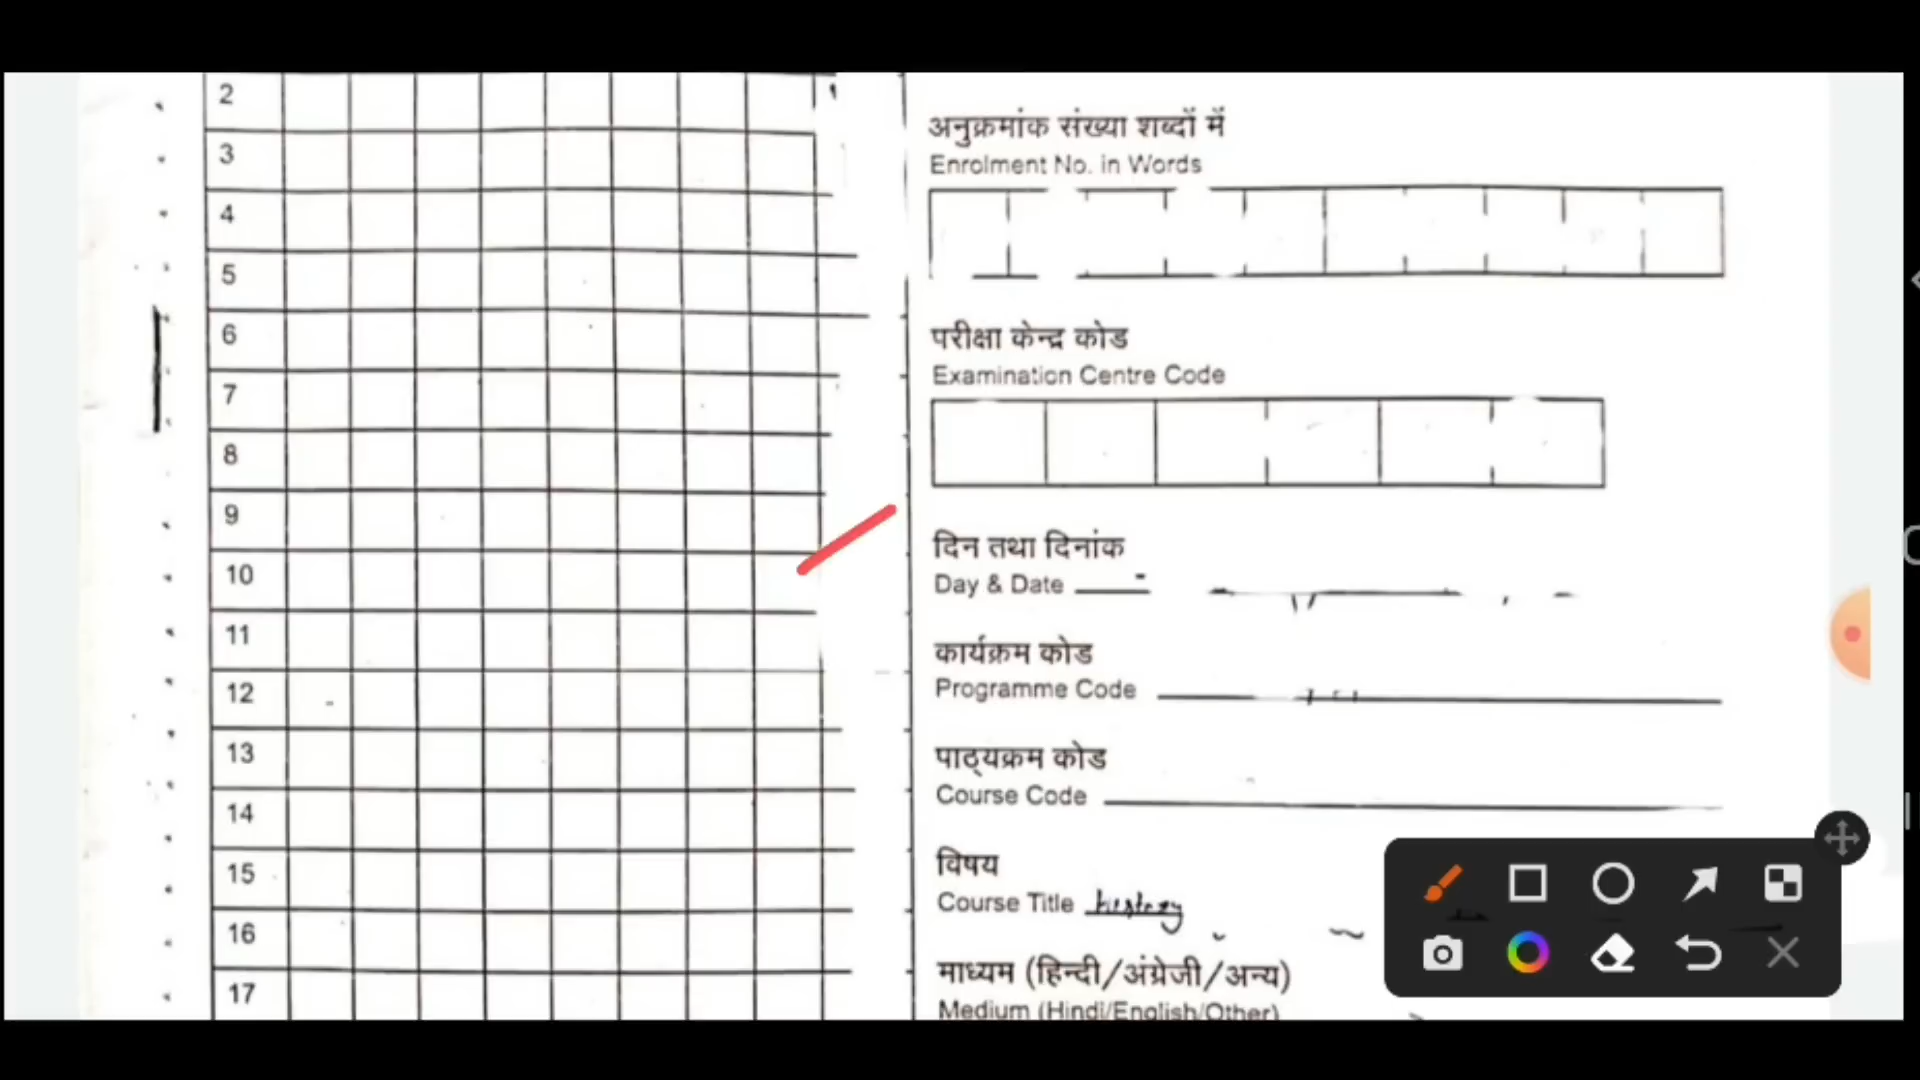 2
3
4
5
6
7
8
9
10
11
12
13
14
15
16
17
अनुक्रमांक संख्या शब्दों में
Enrolment No. in Words
परीक्षा केन्द्र कोड
Examination Centre Code
दिन तथा दिनांक
Day & Date
कार्यक्रम कोड
Programme Code
पाठ्यक्रम कोड
Course Code
विषय
Course Title history
माध्यम (हिन्दी/अंग्रेजी/अन्य)
Medium (Hindi/English/Other)